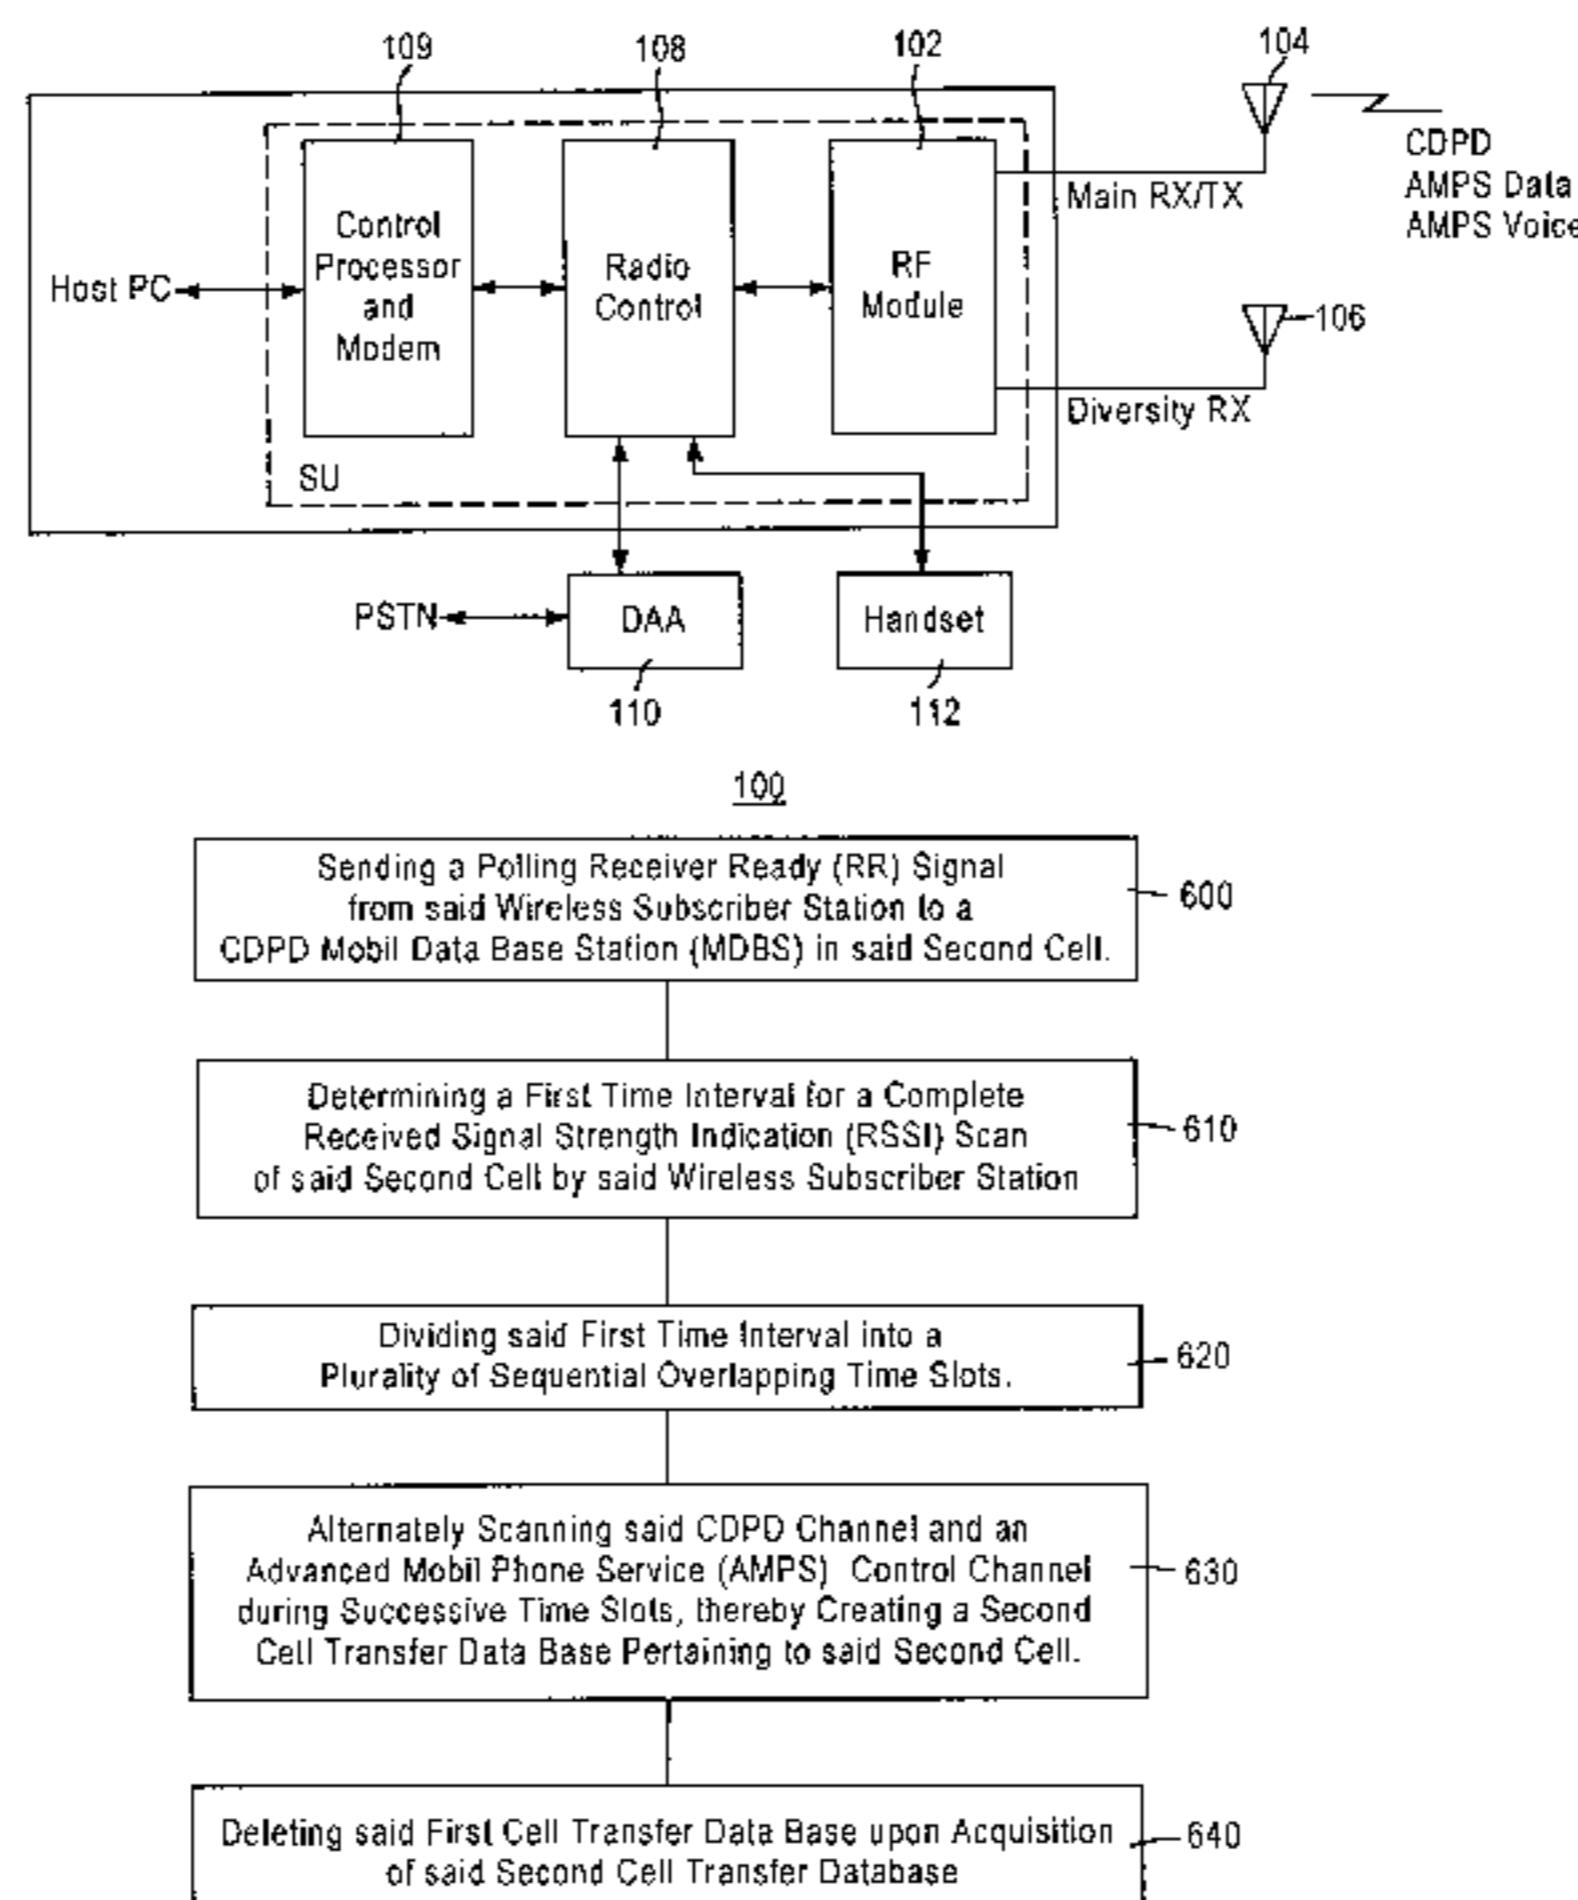 109
108
102
104
CDPD
AMPS Data
AMPS Voice
Main RX/TX
Control
Processor
and
Modem
Radio
Control
RF
Module
Host PC
106
Diversity RX
SU
PSTN
DAA
Handset
110
112
100
Sending a Polling Receiver Ready (RR) Signal
from said Wireless Subscriber Station to a
CDPD Mobil Data Base Station (MDBS) in said Second Cell.
600
Determining a First Time Interval for a Complete
Received Signal Strength Indication (RSSI) Scan
of said Second Cell by said Wireless Subscriber Station
610
Dividing said First Time Interval into a
Plurality of Sequential Overlapping Time Slots.
620
Alternately Scanning said CDPD Channel and an
Advanced Mobil Phone Service (AMPS) Control Channel
during Successive Time Slots, thereby Creating a Second
Cell Transfer Data Base Pertaining to said Second Cell.
630
Deleting said First Cell Transfer Data Base upon Acquisition
of said Second Cell Transfer Database
640